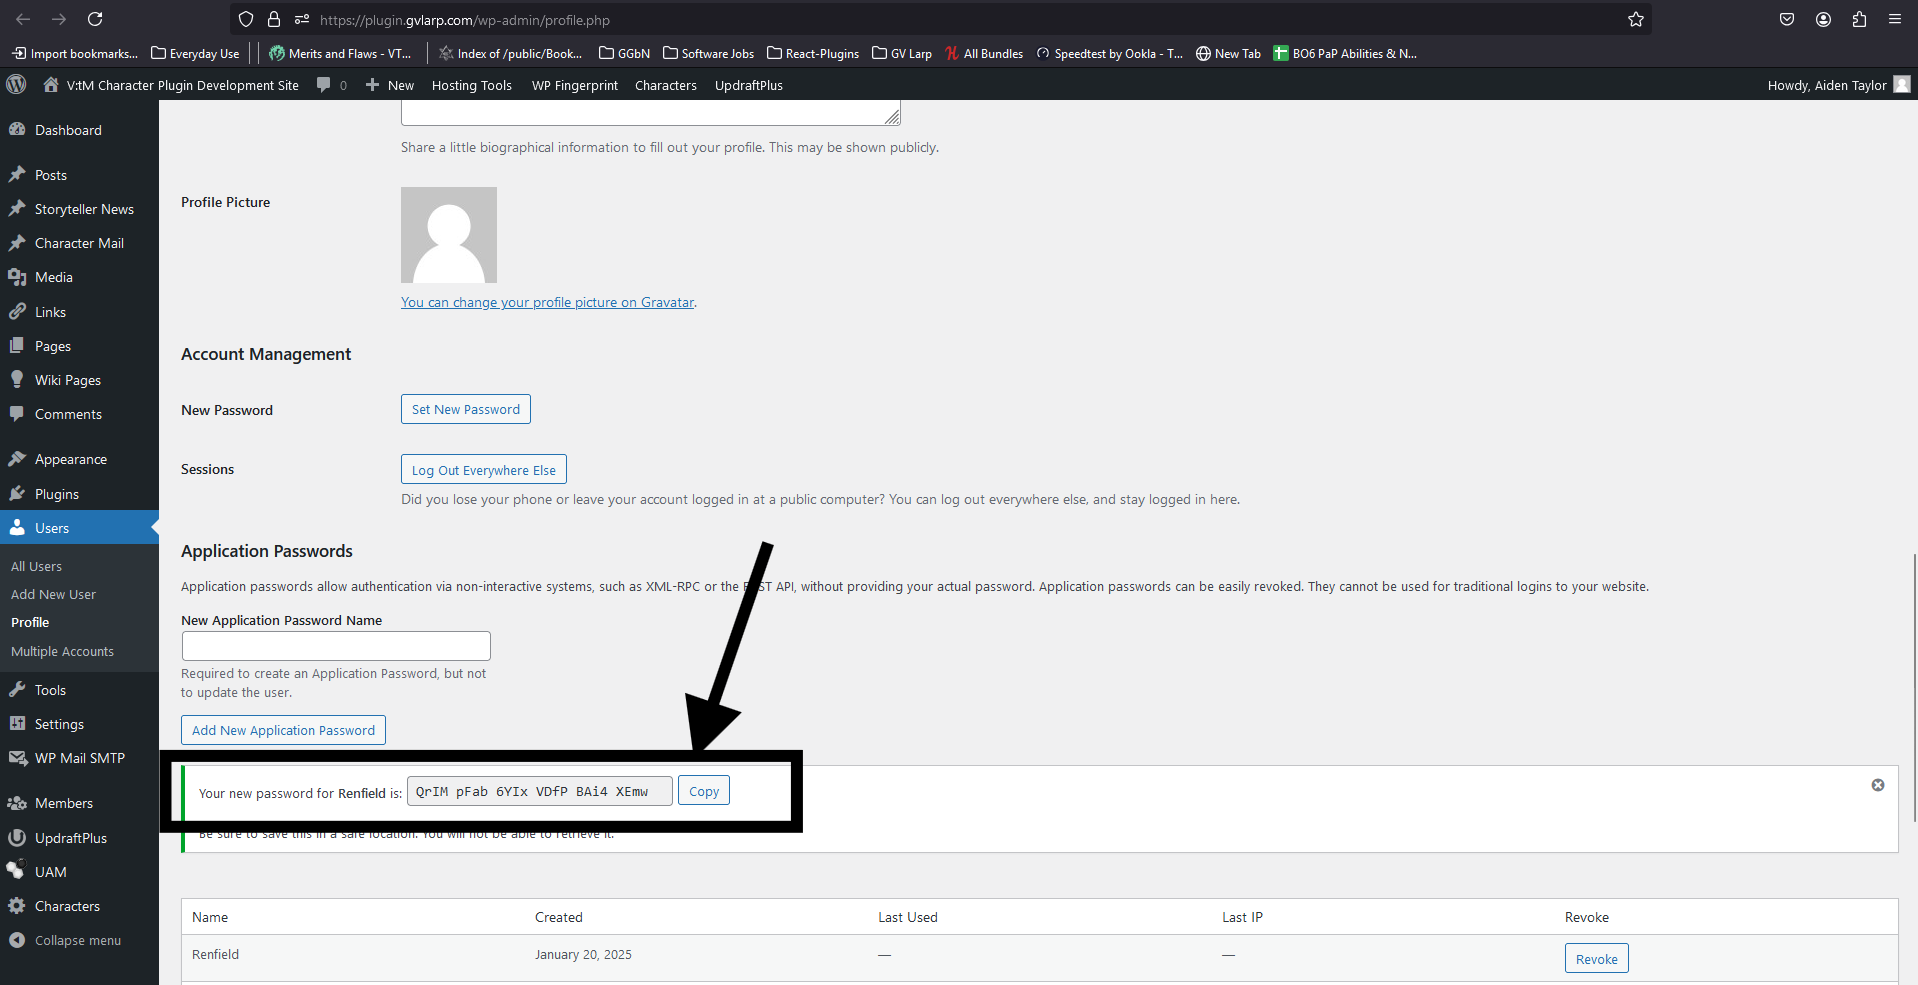 https://plugin.gvlarp.com/wp-admin/profile.php
Import bookmarks...
Everyday Use
Merits and Flaws - VT...
Index of /public/Book...
GGbN
Software Jobs
React-Plugins
GV Larp
All Bundles
Speedtest by Ookla - T...
New Tab
BO6 PaP Abilities & N...
V:tM Character Plugin Development Site
0
New
Hosting Tools
WP Fingerprint
Characters
UpdraftPlus
Howdy, Aiden Taylor
Dashboard
Posts
Storyteller News
Character Mail
Media
Links
Pages
Wiki Pages
Comments
Appearance
Plugins
Users
All Users
Add New User
Profile
Multiple Accounts
Tools
Settings
WP Mail SMTP
Members
UpdraftPlus
UAM
Characters
Collapse menu
Share a little biographical information to fill out your profile. This may be shown publicly.
Profile Picture
You can change your profile picture on Gravatar.
Account Management
New Password
Set New Password
Sessions
Log Out Everywhere Else
Did you lose your phone or leave your account logged in at a public computer? You can log out everywhere else, and stay logged in here.
Application Passwords
Application passwords allow authentication via non-interactive systems, such as XML-RPC or the REST API, without providing your actual password. Application passwords can be easily revoked. They cannot be used for traditional logins to your website.
New Application Password Name
Required to create an Application Password, but not
to update the user.
Add New Application Password
Your new password for Renfield is: QrIM pFab 6YIx VDfP BAi4 XEmw Copy
Be sure to save this in a safe location. You will not be able to retrieve it.
Name Created Last Used Last IP Revoke
Renfield January 20, 2025 — — Revoke